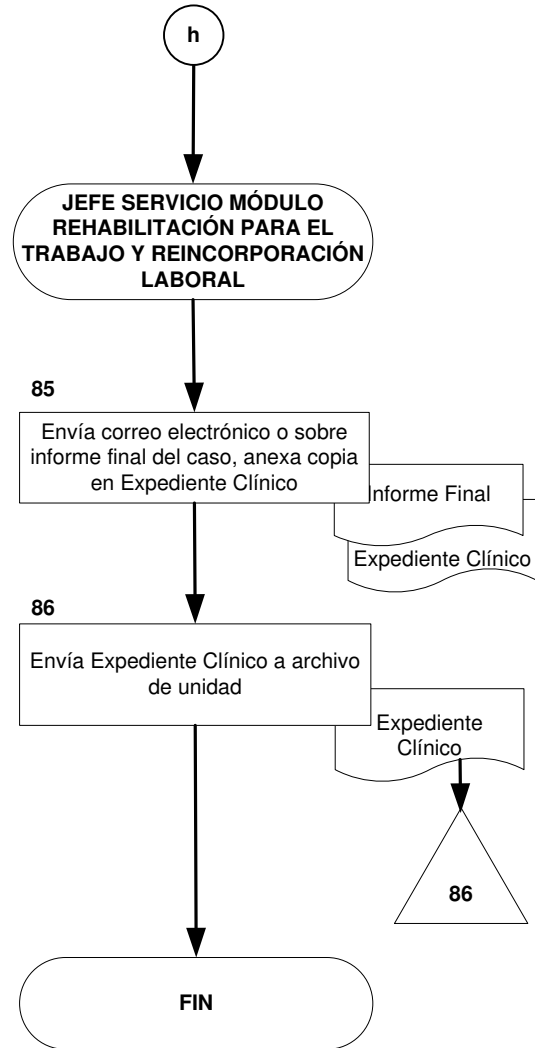 h
JEFE SERVICIO MÓDULO
REHABILITACIÓN PARA EL
TRABAJO Y REINCORPORACIÓN
LABORAL
85
Envía correo electrónico o sobre
informe final del caso, anexa copia
en Expediente Clínico
Informe Final
Expediente Clínico
86
Envía Expediente Clínico a archivo
de unidad
Expediente
Clínico
86
FIN